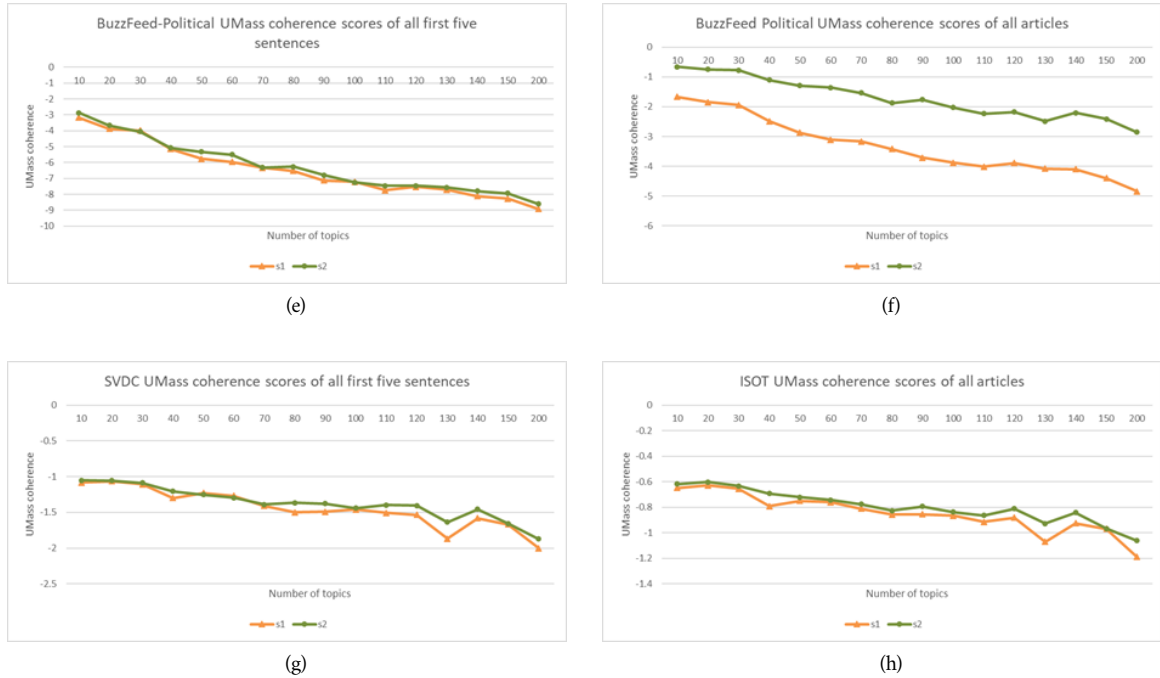 BuzzFeed-Political UMass coherence scores of all first five
sentences
0
-1
-2
-3
-4
-5
-6
-7
-8
-9
-10
10 20 30 40 50 60 70 80 90 100 110 120 130 140 150 200
UMass coherence
Number of topics
s1 s2
(e)
BuzzFeed Political UMass coherence scores of all articles
0
-1
-2
-3
-4
-5
-6
10 20 30 40 50 60 70 80 90 100 110 120 130 140 150 200
UMass coherence
Number of topics
s1 s2
(f)
SVDC UMass coherence scores of all first five sentences
0
-0.5
-1
-1.5
-2
-2.5
10 20 30 40 50 60 70 80 90 100 110 120 130 140 150 200
UMass coherence
Number of topics
s1 s2
(g)
ISOT UMass coherence scores of all articles
0
-0.2
-0.4
-0.6
-0.8
-1
-1.2
-1.4
10 20 30 40 50 60 70 80 90 100 110 120 130 140 150 200
UMass coherence
Number of topics
s1 s2
(h)